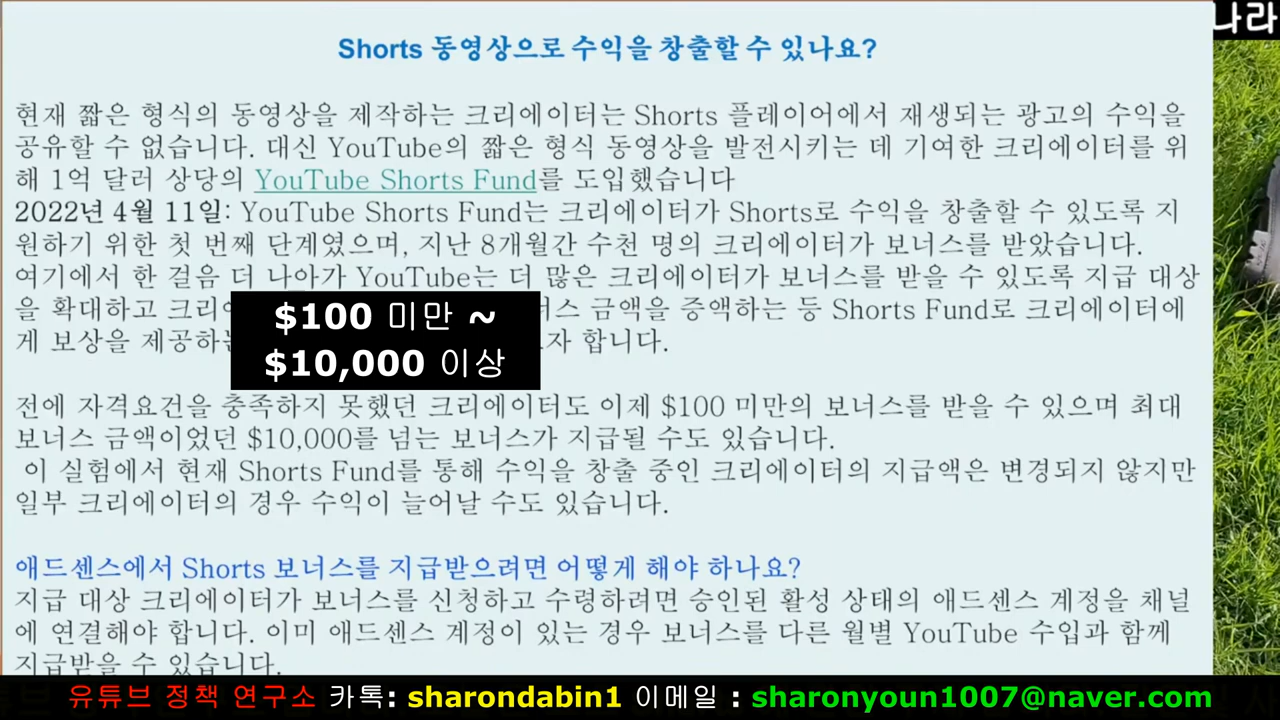 나라
Shorts 동영상으로 수익을 창출할 수 있나요?
현재 짧은 형식의 동영상을 제작하는 크리에이터는 Shorts 플레이어에서 재생되는 광고의 수익을
공유할 수 없습니다. 대신 YouTube의 짧은 형식 동영상을 발전시키는 데 기여한 크리에이터를 위
해 1억 달러 상당의 YouTube Shorts Fund를 도입했습니다
2022년 4월 11일: YouTube Shorts Fund는 크리에이터가 Shorts로 수익을 창출할 수 있도록 지
원하기 위한 첫 번째 단계였으며, 지난 8개월간 수천 명의 크리에이터가 보너스를 받았습니다.
여기에서 한 걸음 더 나아가 YouTube는 더 많은 크리에이터가 보너스를 받을 수 있도록 지급 대상
을 확대하고 금액을 증액하는 등 Shorts Fund로 크리에이터에
게 보상을 합니다.
$100 미만 ~
$10,000 이상
전에 자격요건을 충족하지 못했던 크리에이터도 이제 $100 미만의 보너스를 받을 수 있으며 최대
보너스 금액이었던 $10,000를 넘는 보너스가 지급될 수도 있습니다.
이 실험에서 현재 Shorts Fund를 통해 수익을 창출 중인 크리에이터의 지급액은 변경되지 않지만
일부 크리에이터의 경우 수익이 늘어날 수도 있습니다.
애드센스에서 Shorts 보너스를 지급받으려면 어떻게 해야 하나요?
지급 대상 크리에이터가 보너스를 신청하고 수령하려면 승인된 활성 상태의 애드센스 계정을 채널
에 연결해야 합니다. 이미 애드센스 계정이 있는 경우 보너스를 다른 월별 YouTube 수입과 함께
지급받을 수 있습니다.
유튜브 정책 연구소 카톡: sharondabin1 이메일 : sharonyoun1007@naver.com